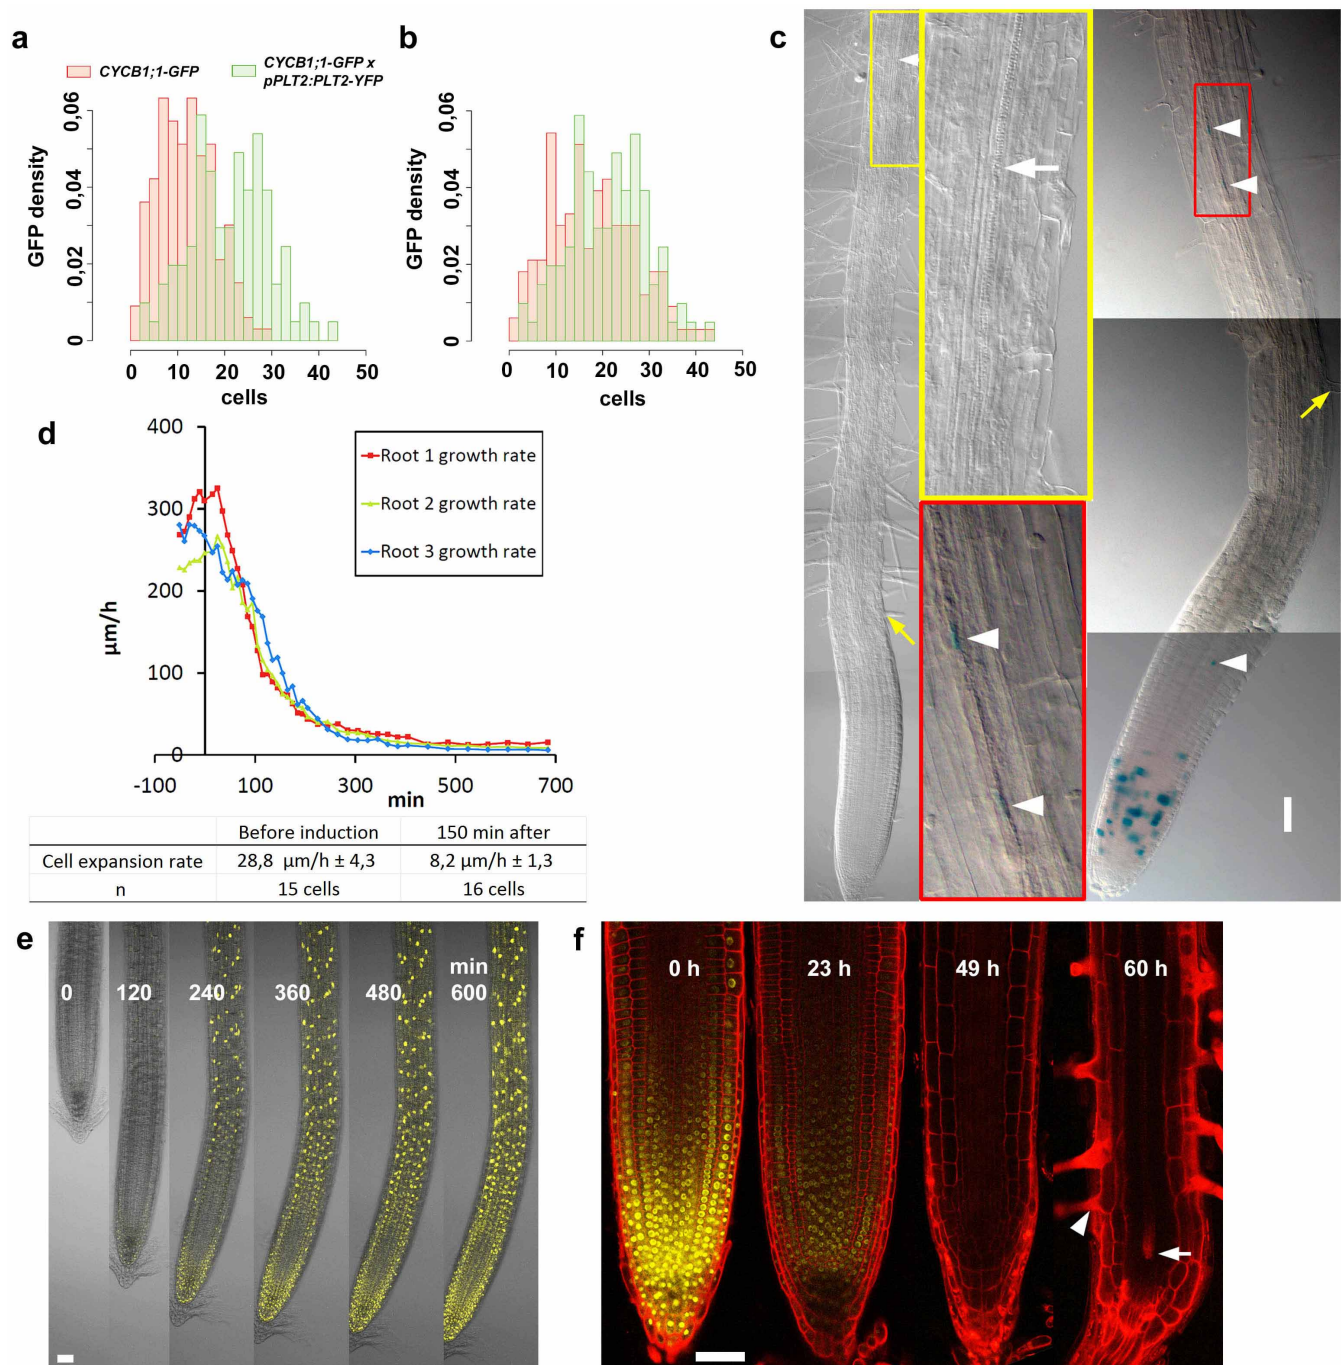 a
CYCB1;1-GFP
CYCB1;1-GFP x
pPLT2:PLT2-YFP
GFP density
0 0,02 0,04 0,06
0 10 20 30 40 50
cells
b
GFP density
0 0,02 0,04 0,06
0 10 20 30 40 50
cells
c
d
400
300
200
100
0
µm/h
-100 100 300 500 700
min
Root 1 growth rate
Root 2 growth rate
Root 3 growth rate
Before induction 150 min after
Cell expansion rate 28,8 µm/h ± 4,3 8,2 µm/h ± 1,3
n 15 cells 16 cells
e
min
0 120 240 360 480 600
f
0 h 23 h 49 h 60 h